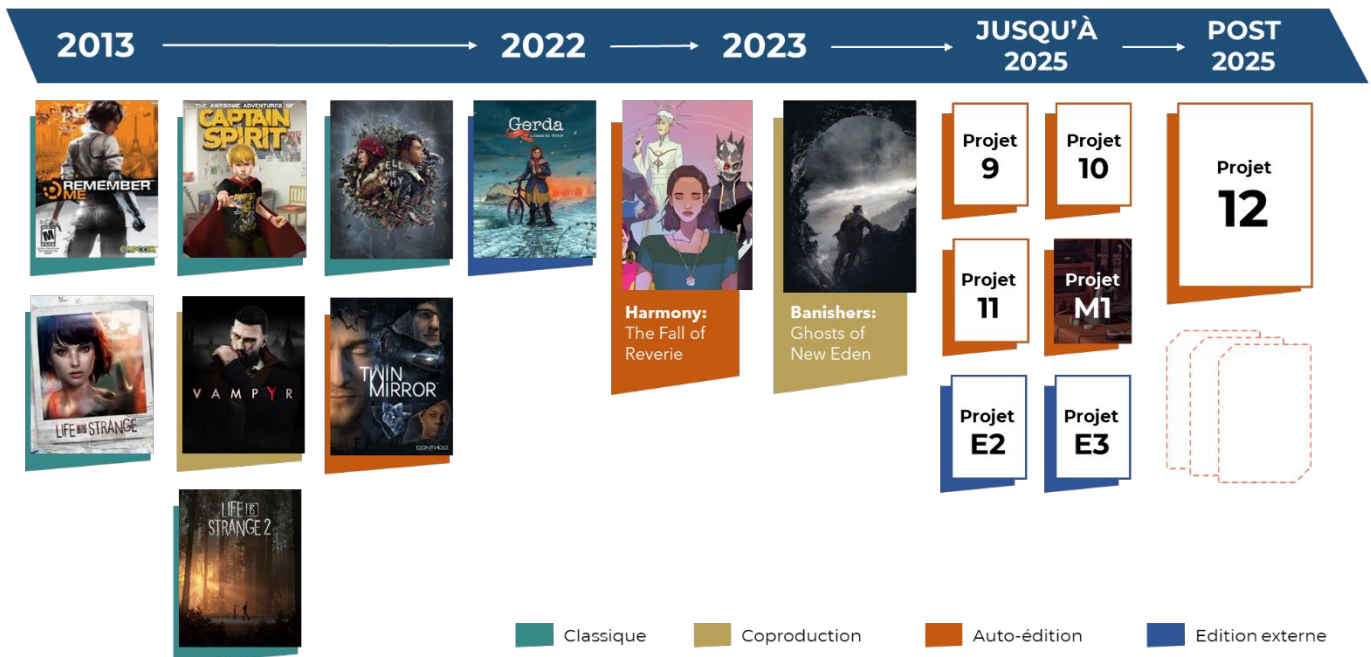 2013
2022
2023
JUSQU'À
2025
POST
2025
REMEMBER
ME
M
CAPCOM
THE AWESOME ADVENTURES OF
CAPTAIN
SPIRIT
TELL
ME
WHY
Gerda
Harmony:
The Fall of
Reverie
Banishers:
Ghosts of
New Eden
Projet
9
Projet
10
Projet
12
LIFE IS STRANGE
VAMPYR
TWIN
MIRROR
DONTNOD
Projet
11
Projet
M1
Projet
E2
Projet
E3
LIFE IS
STRANGE 2
Classique
Coproduction
Auto-édition
Edition externe